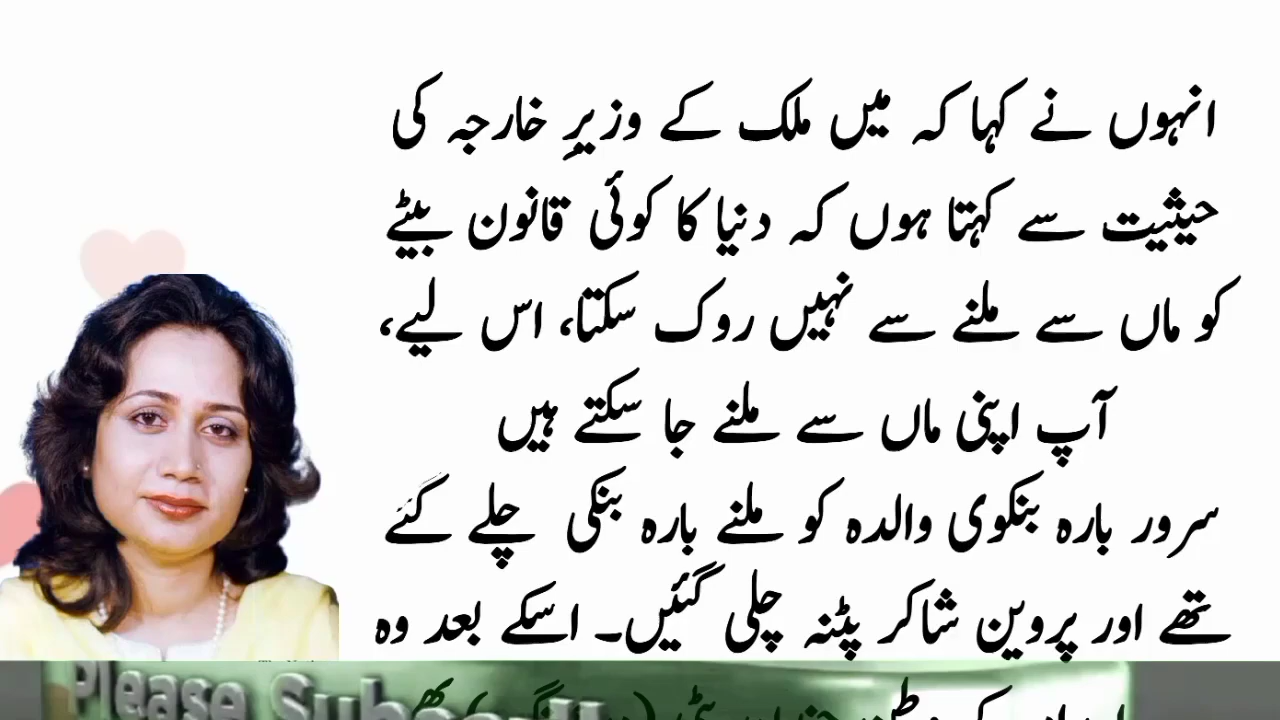 انہوں نے کہا کہ میں ملک کے وزیرِ خارجہ کی
حیثیت سے کہتا ہوں کہ دنیا کا کوئی قانون بیٹے
کو ماں سے ملنے سے نہیں روک سکتا، اس لیے،
آپ اپنی ماں سے ملنے جا سکتے ہیں
سرور بارہ بنکوی والدہ کو ملنے بارہ بنکی چلے گئے
تھے اور پروین شاکر پٹنہ چلی گئیں۔ اسکے بعد وہ
Please